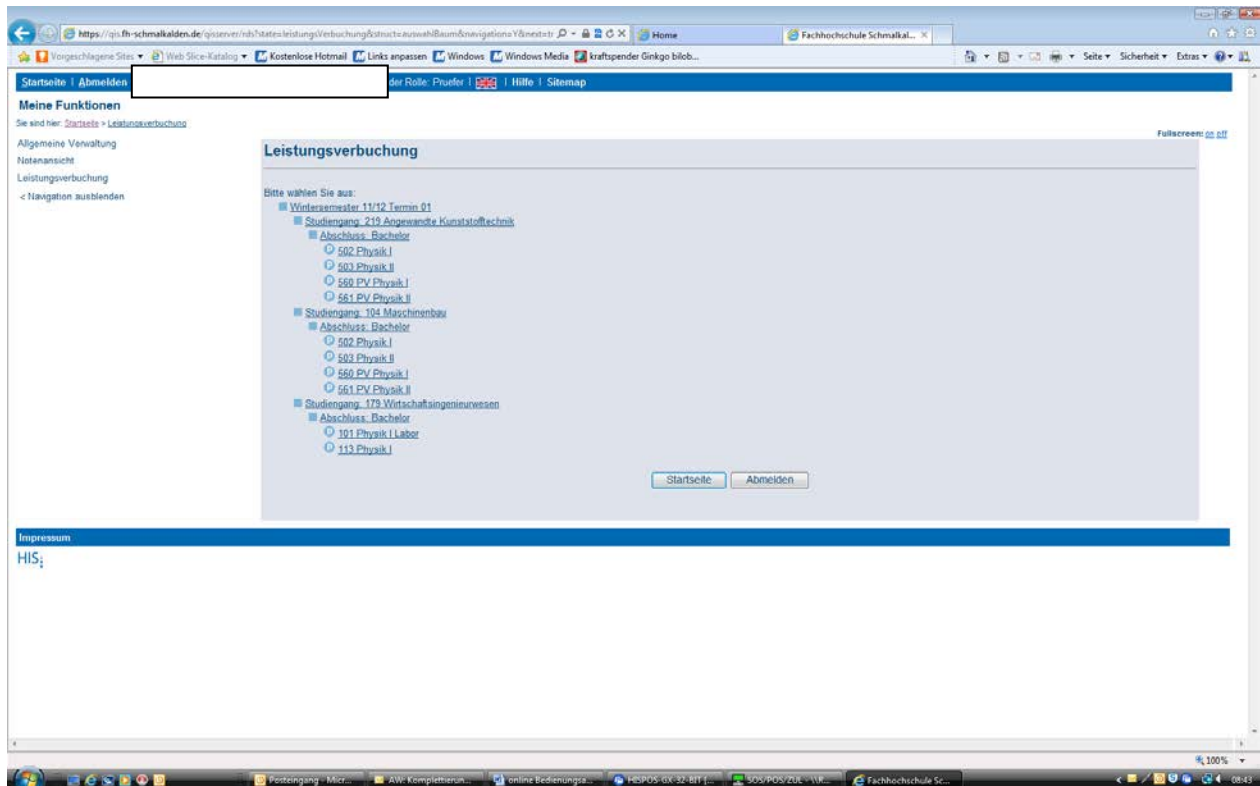 https://qis.fh-schmalkalden.de/qisserver/rds?state=leistungsVerbuchung&struct=auswahlBaum&navigation=Y&next=tr
Home
Fachhochschule Schmalkal...
Vorgeschlagene Sites
Web Slice-Katalog
Kostenlose Hotmail
Links anpassen
Windows
Windows Media
kraftspender Ginkgo bilob...
Seite
Sicherheit
Extras
Startseite | Abmelden
der Rolle: Pruefer | | Hilfe | Sitemap
Meine Funktionen
Sie sind hier: Startseite > Leistungsverbuchung
Fullscreen: on off
Allgemeine Verwaltung
Notenansicht
Leistungsverbuchung
< Navigation ausblenden
Leistungsverbuchung
Bitte wählen Sie aus:
Wintersemester 11/12 Termin 01
Studiengang: 219 Angewandte Kunststofftechnik
Abschluss: Bachelor
502 Physik I
503 Physik II
560 PV Physik I
561 PV Physik II
Studiengang: 104 Maschinenbau
Abschluss: Bachelor
502 Physik I
503 Physik II
560 PV Physik I
561 PV Physik II
Studiengang: 179 Wirtschaftsingenieurwesen
Abschluss: Bachelor
101 Physik I Labor
113 Physik I
Startseite
Abmelden
Impressum
HIS
100%
Posteingang - Micr...
AW: Komplettierun...
online Bedienungsa...
HISPOS-GX-32-BIT [...
SOS/POS/ZUL - \\R...
Fachhochschule Sc...
08:43